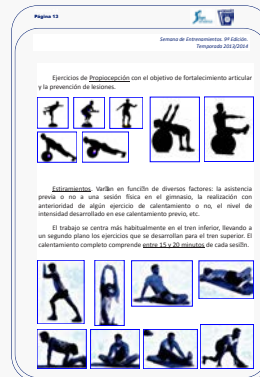 Página 12
Semana de Entrenamientos. 9ª Edición.
Temporada 2013/2014
Ejercicios de Propiocepción con el objetivo de fortalecimiento articular
y la prevención de lesiones.
Estiramientos. Varían en función de diversos factores: la asistencia
previa o no a una sesión física en el gimnasio, la realización con
anterioridad de algún ejercicio de calentamiento o no, el nivel de
intensidad desarrollado en ese calentamiento previo, etc.
El trabajo se centra más habitualmente en el tren inferior, llevando a
un segundo plano los ejercicios que se desarrollan para el tren superior. El
calentamiento completo comprende entre 15 y 20 minutos de cada sesión.